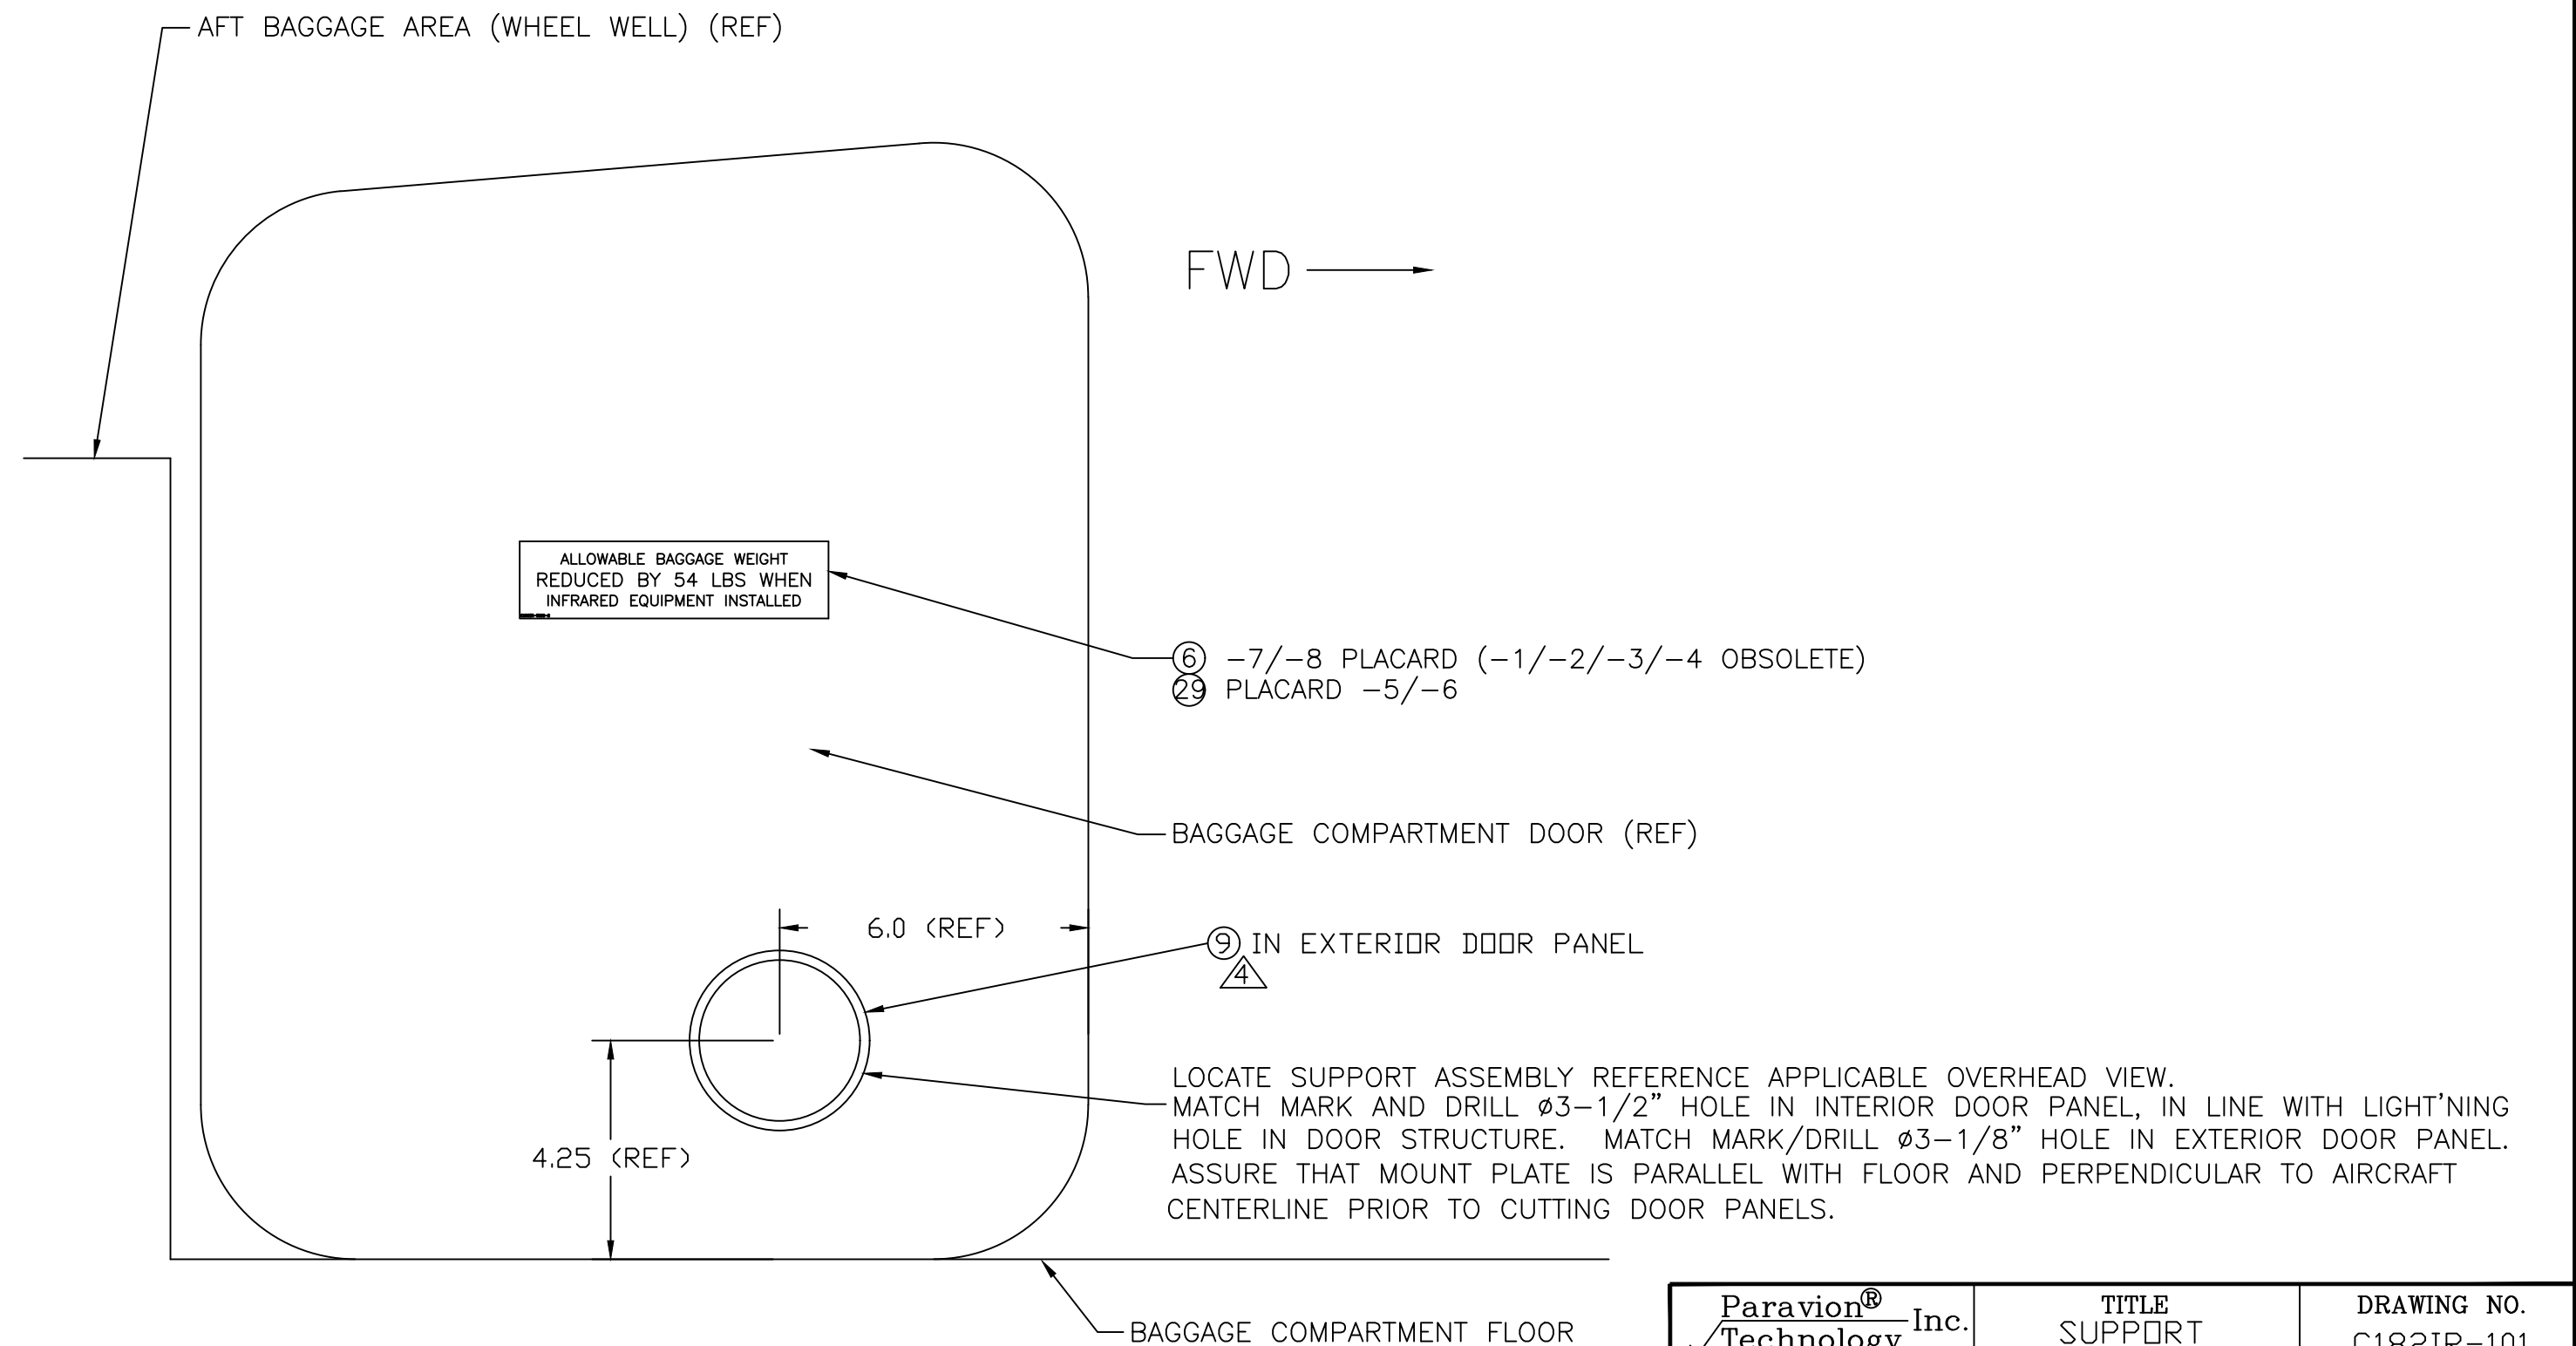 AFT BAGGAGE AREA (WHEEL WELL) (REF)
FWD
ALLOWABLE BAGGAGE WEIGHT
REDUCED BY 54 LBS WHEN
INFRARED EQUIPMENT INSTALLED
6 -7/-8 PLACARD (-1/-2/-3/-4 OBSOLETE)
29 PLACARD -5/-6
BAGGAGE COMPARTMENT DOOR (REF)
6.0 (REF)
9 IN EXTERIOR DOOR PANEL
4
LOCATE SUPPORT ASSEMBLY REFERENCE APPLICABLE OVERHEAD VIEW.
MATCH MARK AND DRILL ø3-1/2" HOLE IN INTERIOR DOOR PANEL, IN LINE WITH LIGHT'NING
HOLE IN DOOR STRUCTURE. MATCH MARK/DRILL ø3-1/8" HOLE IN EXTERIOR DOOR PANEL.
ASSURE THAT MOUNT PLATE IS PARALLEL WITH FLOOR AND PERPENDICULAR TO AIRCRAFT
CENTERLINE PRIOR TO CUTTING DOOR PANELS.
4.25 (REF)
BAGGAGE COMPARTMENT FLOOR
Paravion® Technology Inc.
TITLE
SUPPORT
DRAWING NO.
C182IR-101